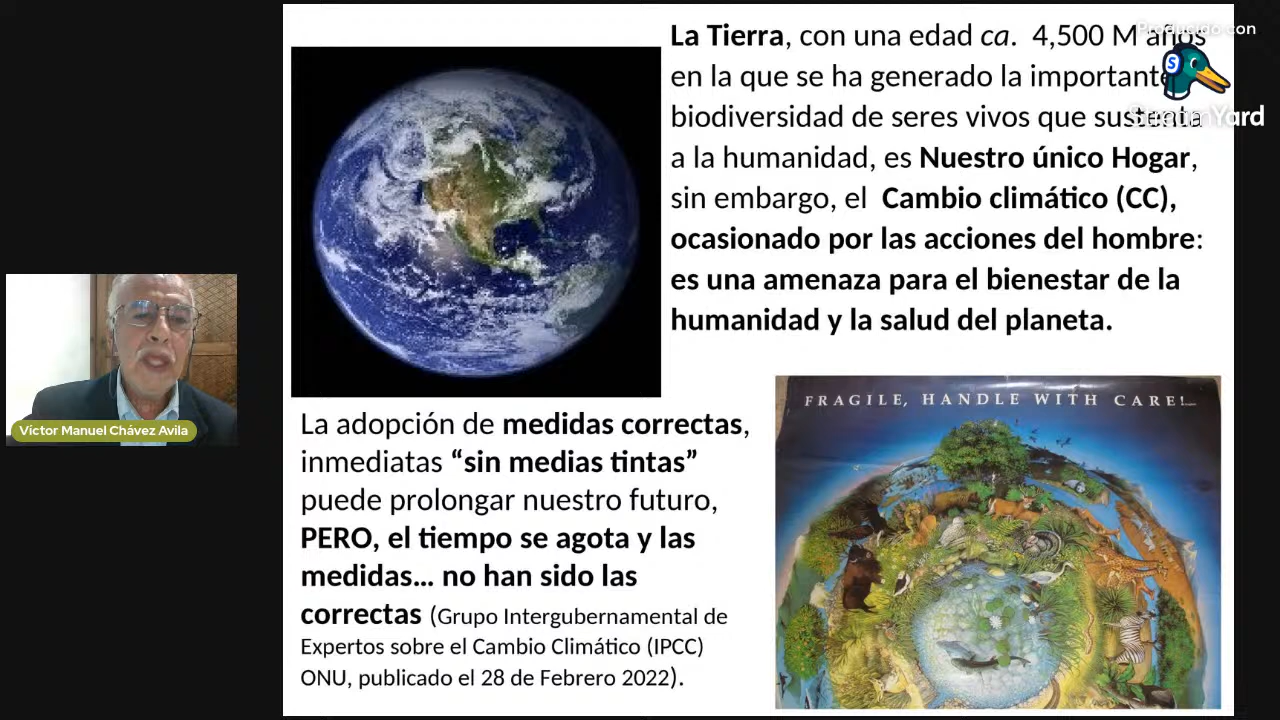 La Tierra, con una edad ca. 4,500 M años
en la que se ha generado la importante
biodiversidad de seres vivos que sustenta
a la humanidad, es Nuestro único Hogar,
sin embargo, el Cambio climático (CC),
ocasionado por las acciones del hombre:
es una amenaza para el bienestar de la
humanidad y la salud del planeta.
Producido con
StreamYard
Víctor Manuel Chávez Avila
FRAGILE, HANDLE WITH CARE!...
La adopción de medidas correctas,
inmediatas “sin medias tintas”
puede prolongar nuestro futuro,
PERO, el tiempo se agota y las
medidas... no han sido las
correctas (Grupo Intergubernamental de
Expertos sobre el Cambio Climático (IPCC)
ONU, publicado el 28 de Febrero 2022).